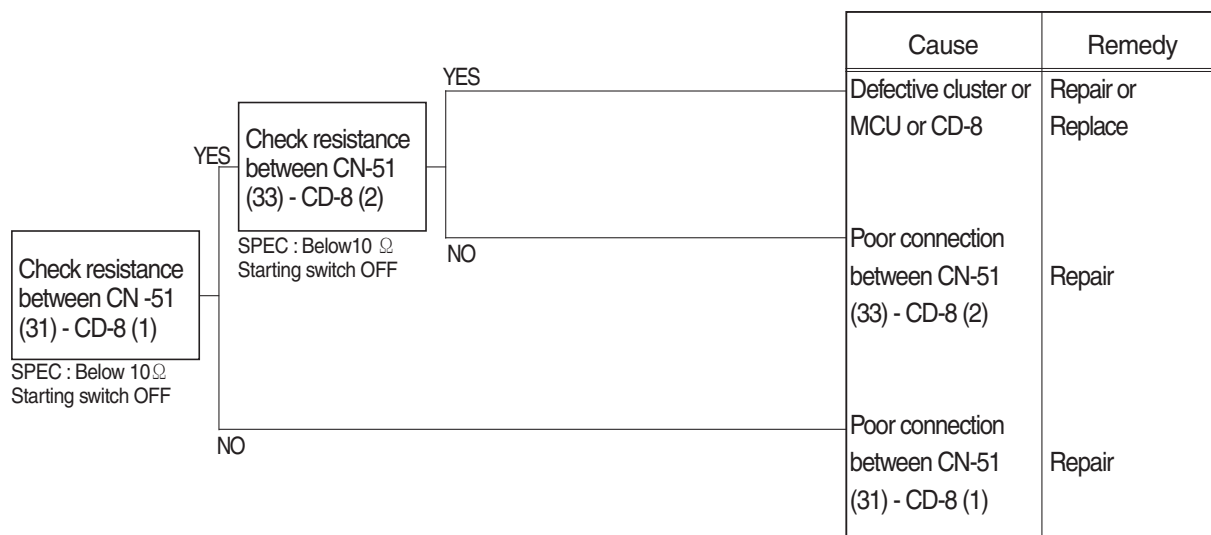 Cause Remedy
YES
Defective cluster or Repair or
MCU or CD-8 Replace
YES
Check resistance
between CN-51
(33) - CD-8 (2)
SPEC : Below10 Ω
Starting switch OFF
NO
Poor connection
between CN-51 Repair
(33) - CD-8 (2)
Check resistance
between CN -51
(31) - CD-8 (1)
SPEC : Below 10Ω
Starting switch OFF
NO
Poor connection
between CN-51 Repair
(31) - CD-8 (1)